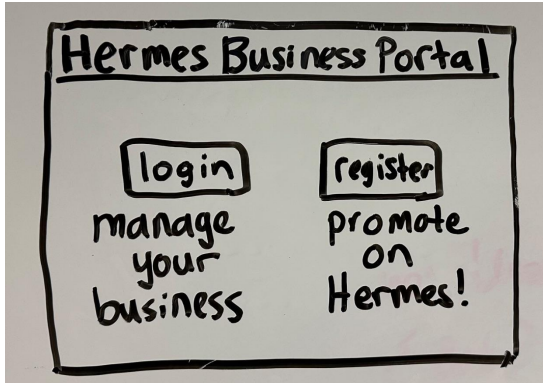 Hermes Business Portal
login
manage
your
business
register
promote
on
Hermes!